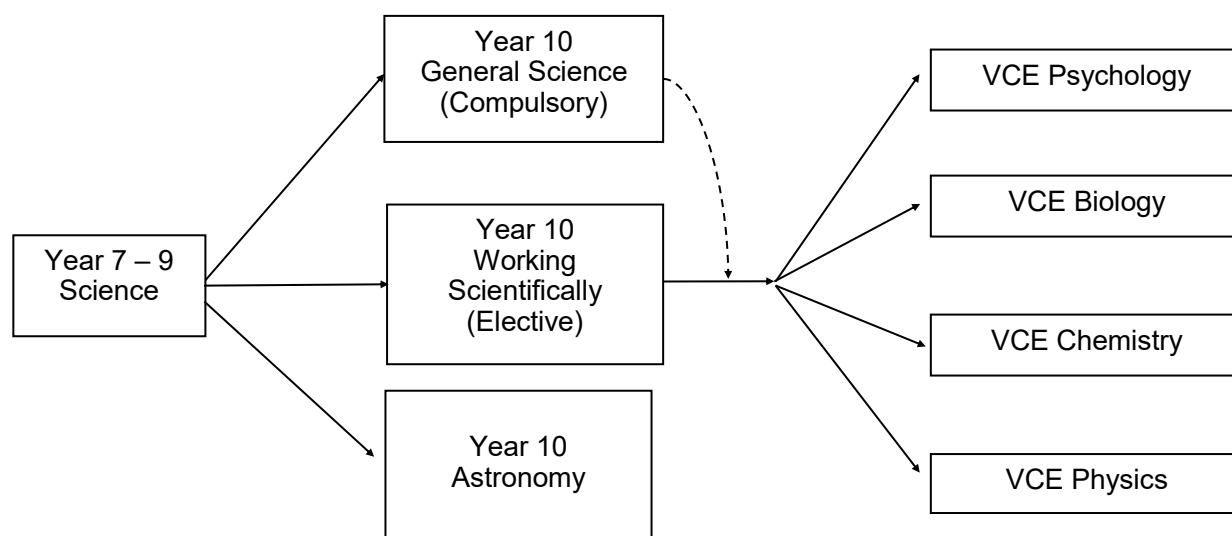 Year 7 – 9
Science
Year 10
General Science
(Compulsory)
Year 10
Working
Scientifically
(Elective)
Year 10
Astronomy
VCE Psychology
VCE Biology
VCE Chemistry
VCE Physics